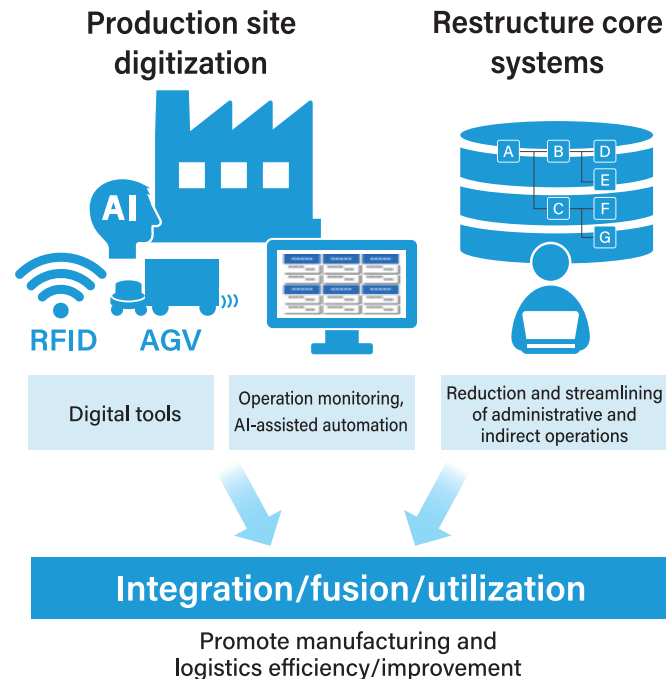 Production site
digitization
Restructure core
systems
AI
RFID
AGV
A
B
D
E
C
F
G
Digital tools
Operation monitoring,
AI-assisted automation
Reduction and streamlining
of administrative and
indirect operations
Integration/fusion/utilization
Promote manufacturing and
logistics efficiency/improvement